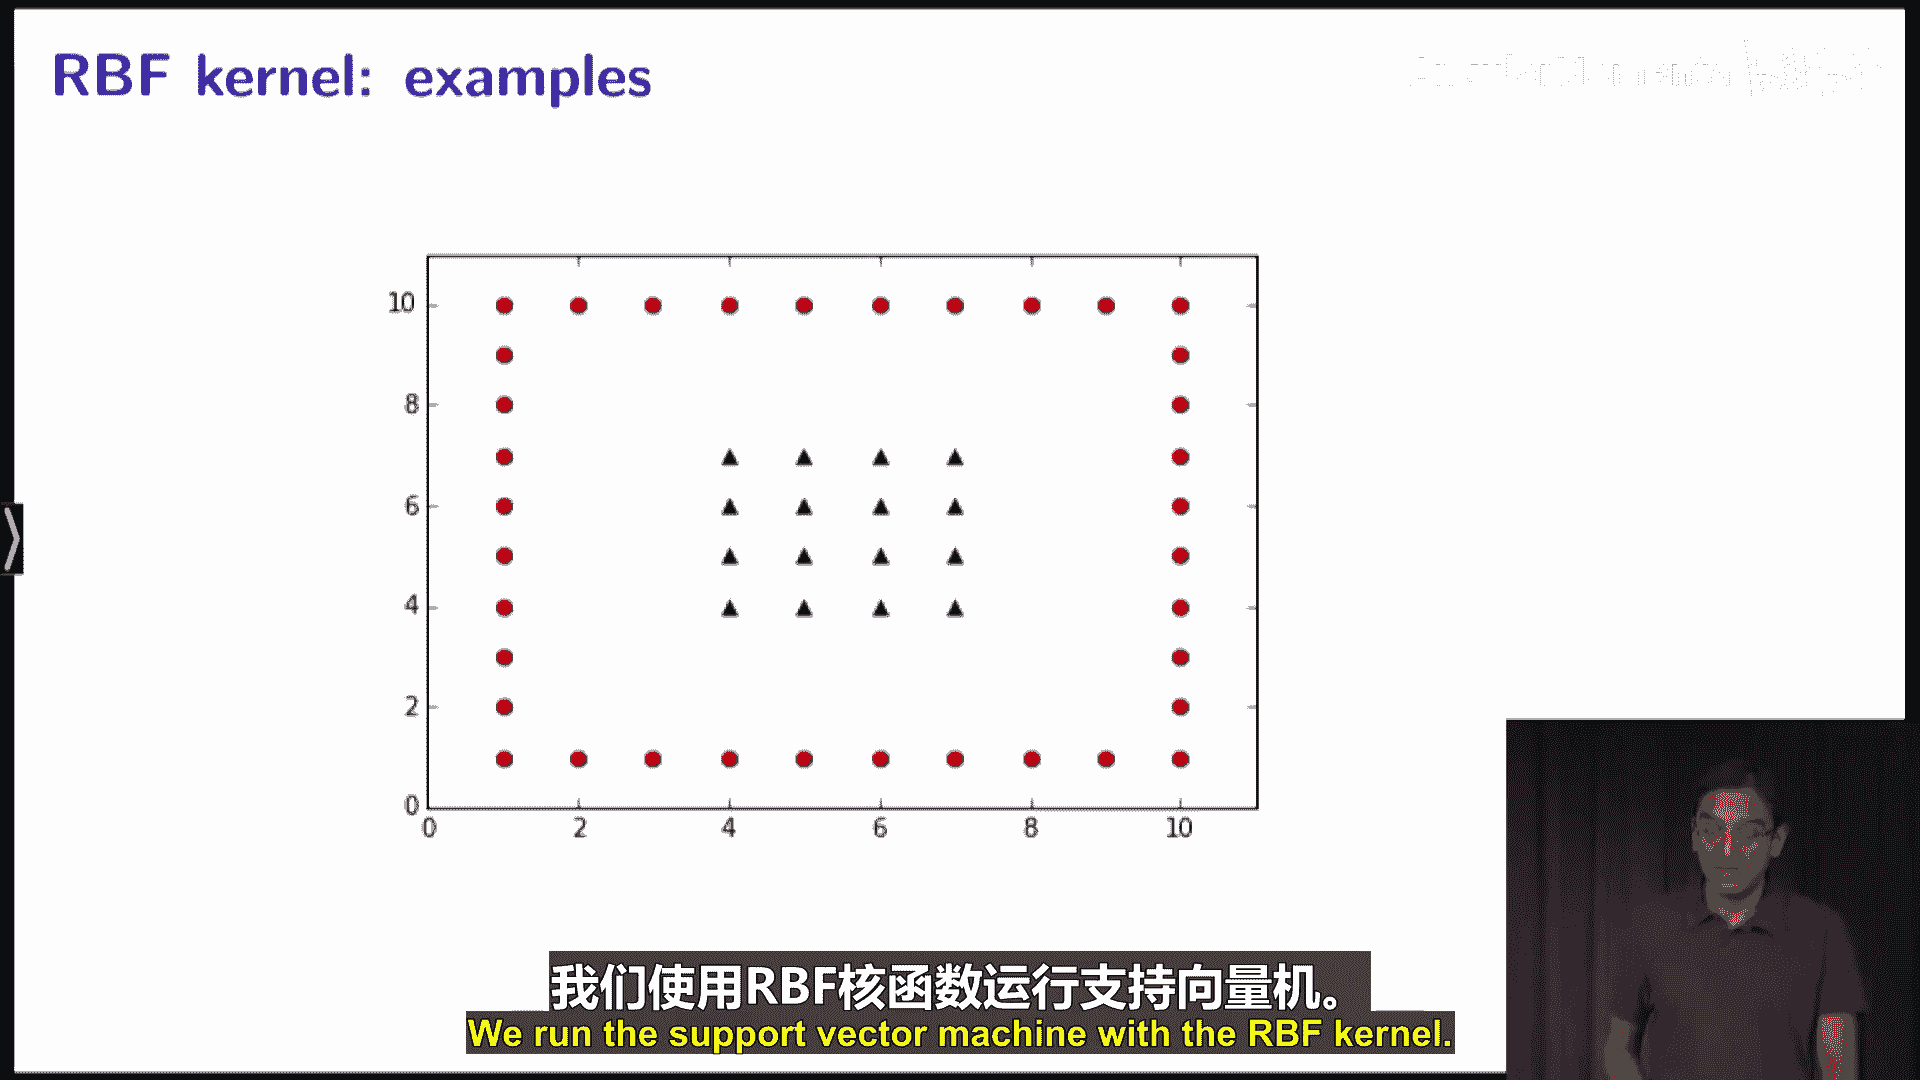 RBF kernel: examples
10
8
6
4
2
0
0 2 4 6 8 10
我们使用RBF核函数运行支持向量机。
We run the support vector machine with the RBF kernel.